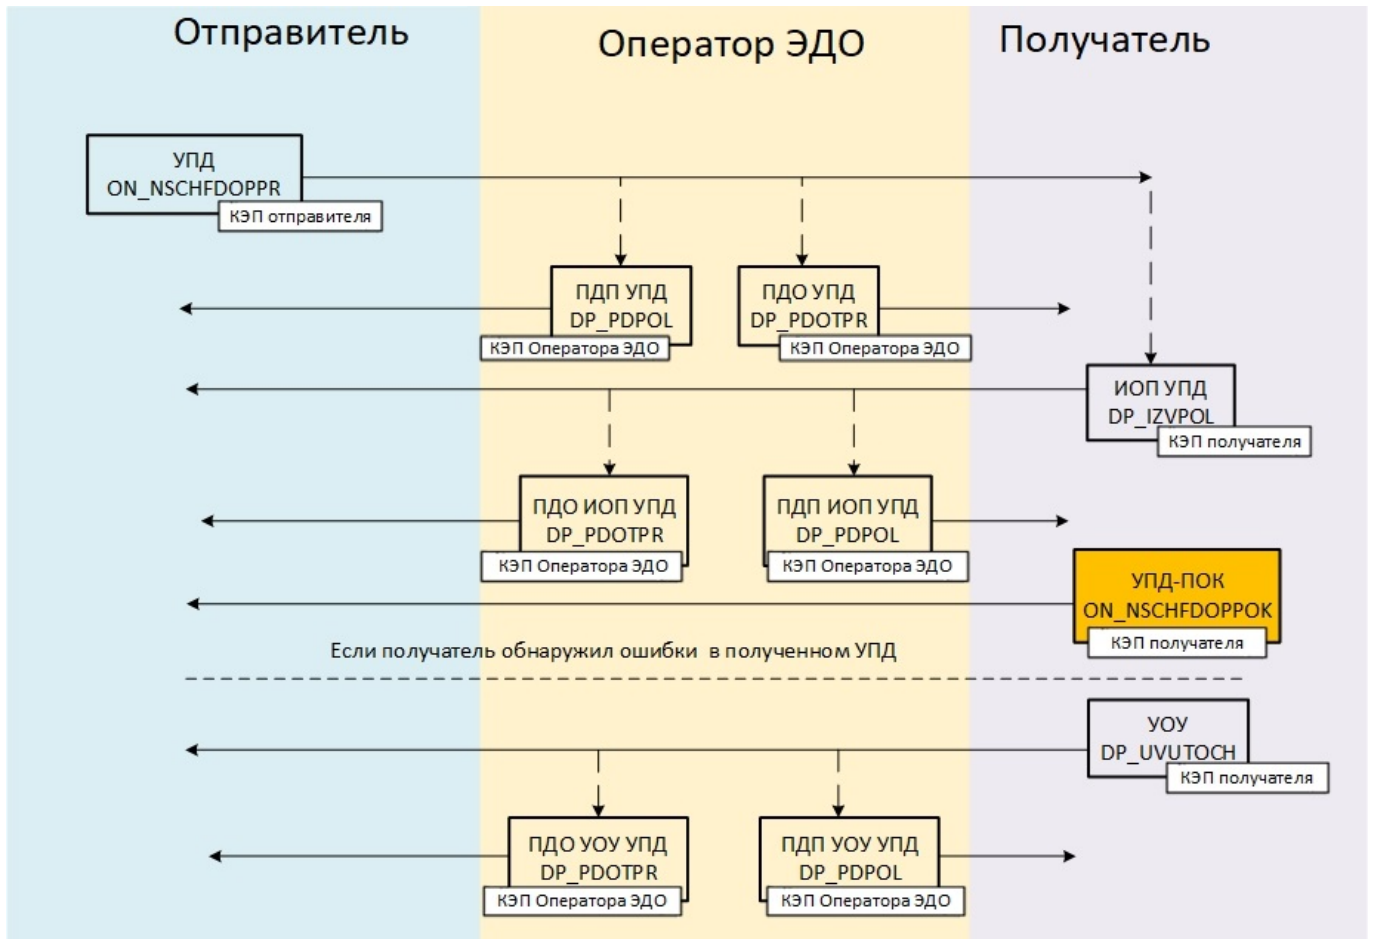 Отправитель
Оператор ЭДО
Получатель
УПД
ON_NSCHFDOPPR
КЭП отправителя
ПДП УПД
DP_PDPOL
КЭП Оператора ЭДО
ПДО УПД
DP_PDOTPR
КЭП Оператора ЭДО
ИОП УПД
DP_IZVPOL
КЭП получателя
ПДО ИОП УПД
DP_PDOTPR
КЭП Оператора ЭДО
ПДП ИОП УПД
DP_PDPOL
КЭП Оператора ЭДО
УПД-ПОК
ON_NSCHFDOPPOK
КЭП получателя
Если получатель обнаружил ошибки в полученном УПД
УОУ
DP_UVUTOCH
КЭП получателя
ПДО УОУ УПД
DP_PDOTPR
КЭП Оператора ЭДО
ПДП УОУ УПД
DP_PDPOL
КЭП Оператора ЭДО